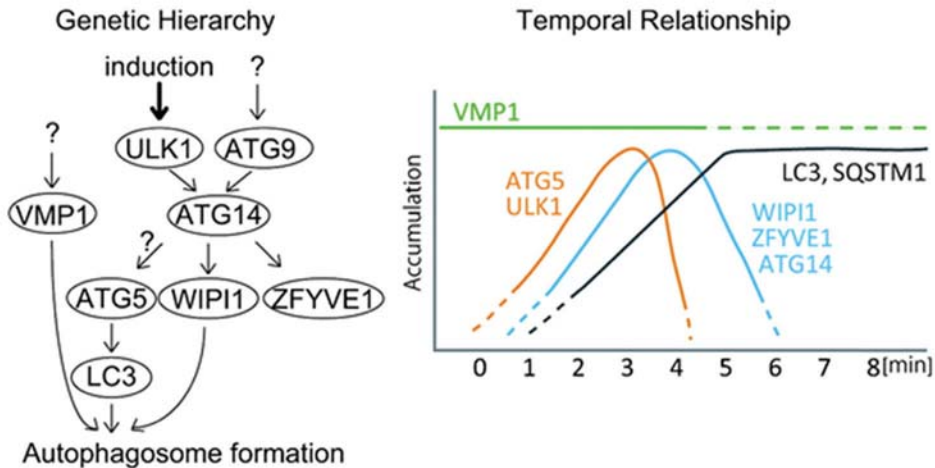 Genetic Hierarchy
induction ?
ULK1 ATG9
?
VMP1 ATG14
?
ATG5 WIPI1 ZFYVE1
LC3
Autophagosome formation
Temporal Relationship
Accumulation
VMP1
ATG5
ULK1
LC3, SQSTM1
WIPI1
ZFYVE1
ATG14
0 1 2 3 4 5 6 7 8[min]